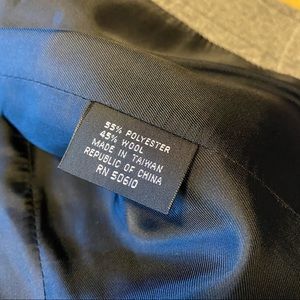 55% POLYESTER
45% WOOL
MADE IN TAIWAN
REPUBLIC OF CHINA
RN 50610